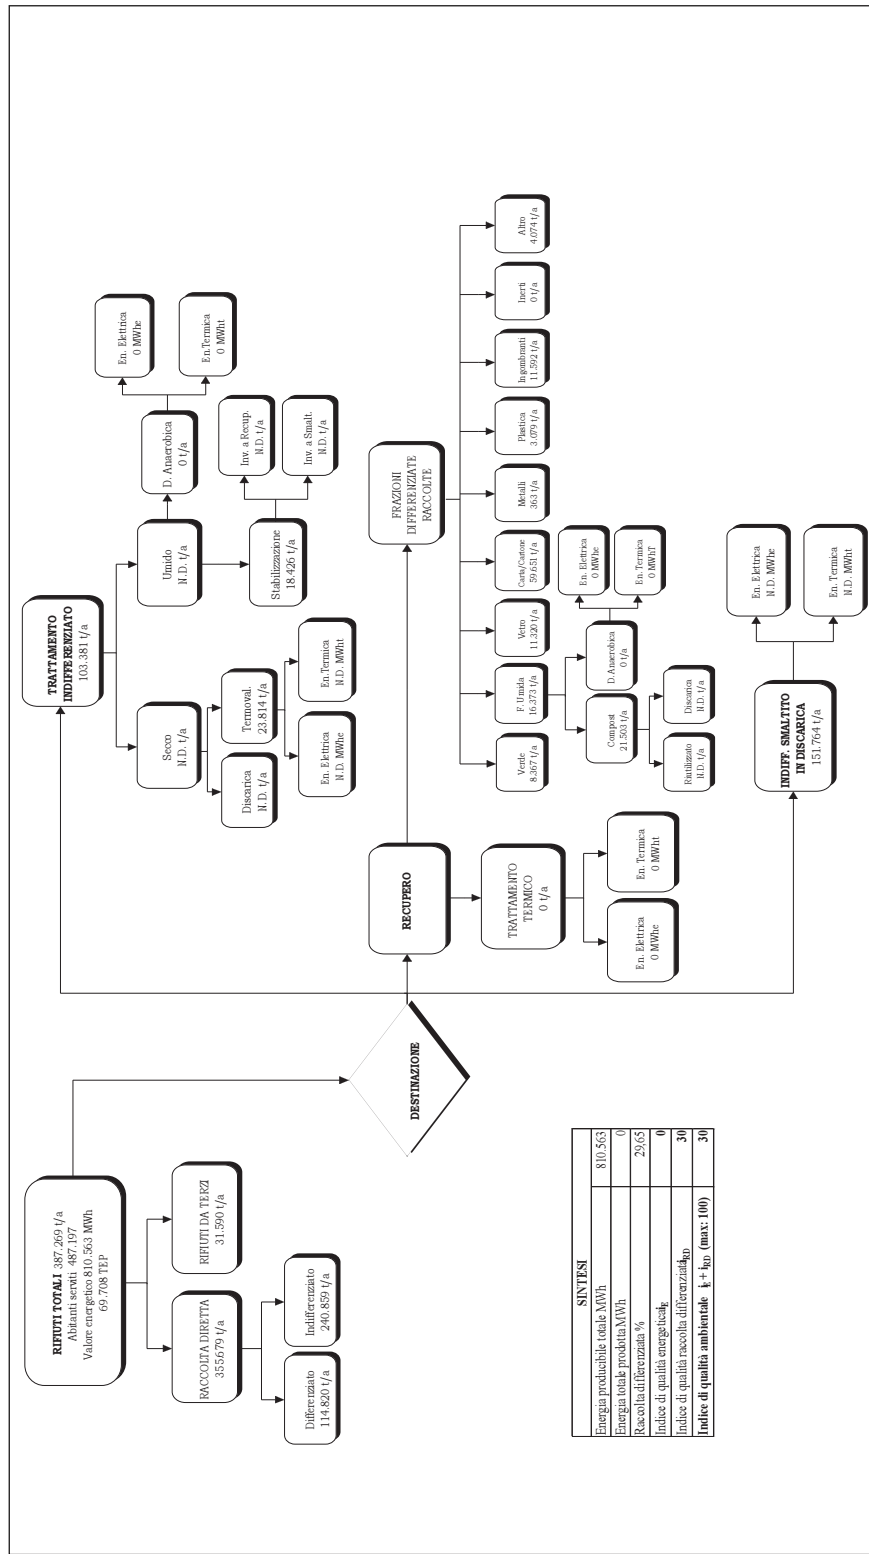 RIFIUTI TOTALI 387.269 t/a
Abitanti serviti 487.197
Valore energetico 810.563 MWh
69.708 TEP
RACCOLTA DIRETTA
355.679 t/a
RIFIUTI DA TERZI
31.590 t/a
Differenziato
114.820 t/a
Indifferenziato
240.859 t/a
DESTINAZIONE
TRATTAMENTO
INDIFFERENZIATO
103.381 t/a
Secco
N.D. t/a
Umido
N.D. t/a
Discarica
N.D. t/a
Termoval.
23.814 t/a
En. Elettrica
N.D. MWhe
En.Termica
N.D. MWht
D. Anaerobica
0 t/a
En. Elettrica
0 MWhe
En.Termica
0 MWht
Stabilizzazione
18.426 t/a
Inv. a Recup.
N.D. t/a
Inv. a Smalt.
N.D. t/a
RECUPERO
TRATTAMENTO
TERMICO
0 t/a
En. Elettrica
0 MWhe
En. Termica
0 MWht
FRAZIONI
DIFFERENZIATE
RACCOLTE
Verde
8.367 t/a
F. Umida
16.373 t/a
Vetro
11.320 t/a
Carta/Cartone
59.651 t/a
Metalli
363 t/a
Plastica
3.079 t/a
Ingombranti
11.592 t/a
Inerti
0 t/a
Altro
4.074 t/a
Compost
21.503 t/a
D. Anaerobica
0 t/a
Riutilizzato
N.D. t/a
Discarica
N.D. t/a
En. Elettrica
0 MWhe
En. Termica
0 MWhT
INDIFF. SMALTITO
IN DISCARICA
151.764 t/a
En. Elettrica
N.D. MWhe
En. Termica
N.D. MWht
SINTESI
Energia producibile totale MWh 810.563
Energia totale prodotta MWh 0
Raccolta differenziata % 29,65
Indice di qualità energetica iE 0
Indice di qualità raccolta differenziata iRD 30
Indice di qualità ambientale iE + iRD (max: 100) 30